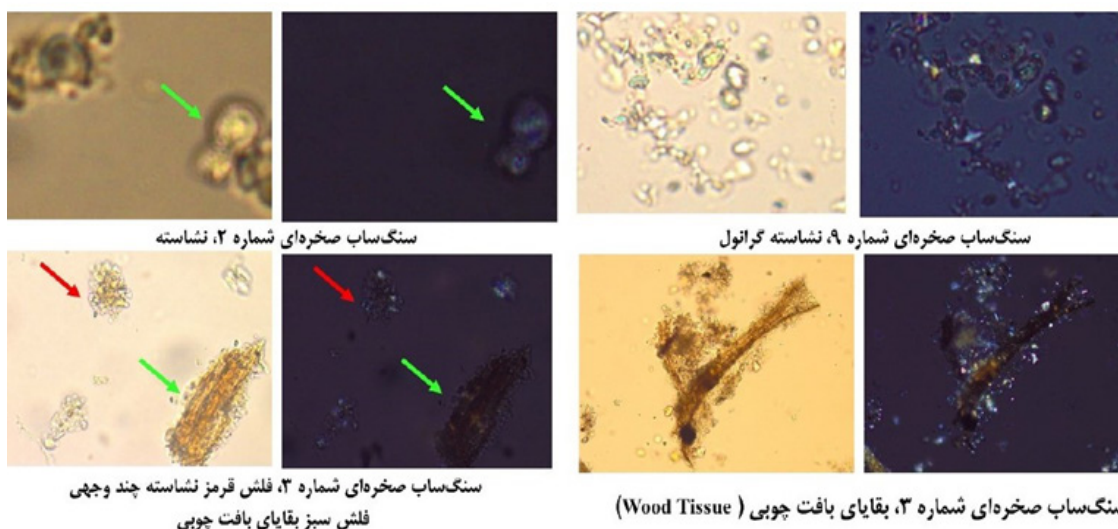 سنگ‌ساب صخره‌ای شماره ۹، نشاسته گرانول
سنگ‌ساب صخره‌ای شماره ۲، نشاسته
سنگ‌ساب صخره‌ای شماره ۳، بقایای بافت چوبی (Wood Tissue)
سنگ‌ساب صخره‌ای شماره ۳، فلش قرمز نشاسته چند وجهی
فلش سبز بقایای بافت چوبی